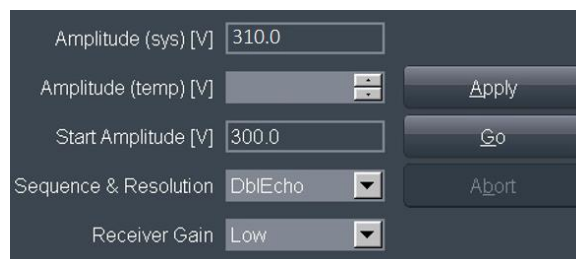 Amplitude (sys) [V] 310.0
Amplitude (temp) [V] Apply
Start Amplitude [V] 300.0 Go
Sequence & Resolution DblEcho Abort
Receiver Gain Low